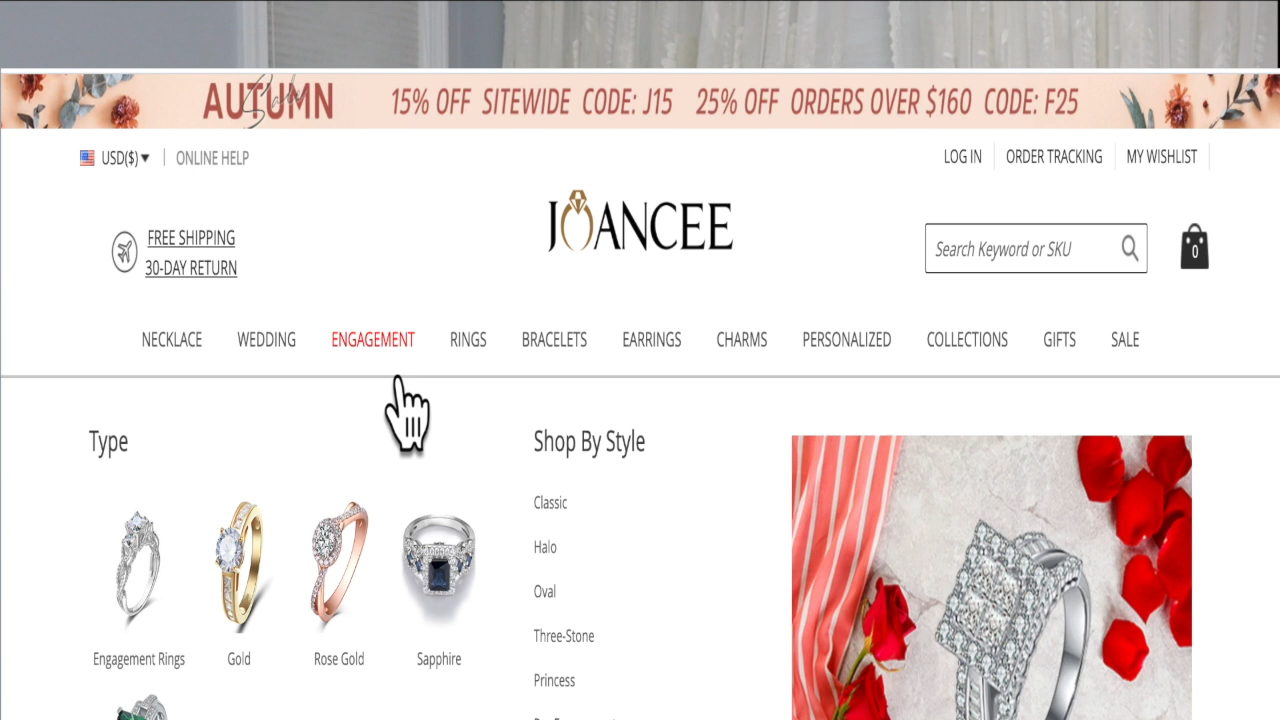 AUTUMN
Sale
15% OFF SITEWIDE CODE: J15 25% OFF ORDERS OVER $160 CODE: F25
USD($) ONLINE HELP
LOG IN ORDER TRACKING MY WISHLIST
FREE SHIPPING
30-DAY RETURN
JOANCEE
Search Keyword or SKU
0
NECKLACE WEDDING ENGAGEMENT RINGS BRACELETS EARRINGS CHARMS PERSONALIZED COLLECTIONS GIFTS SALE
Type
Engagement Rings Gold Rose Gold Sapphire
Shop By Style
Classic
Halo
Oval
Three-Stone
Princess